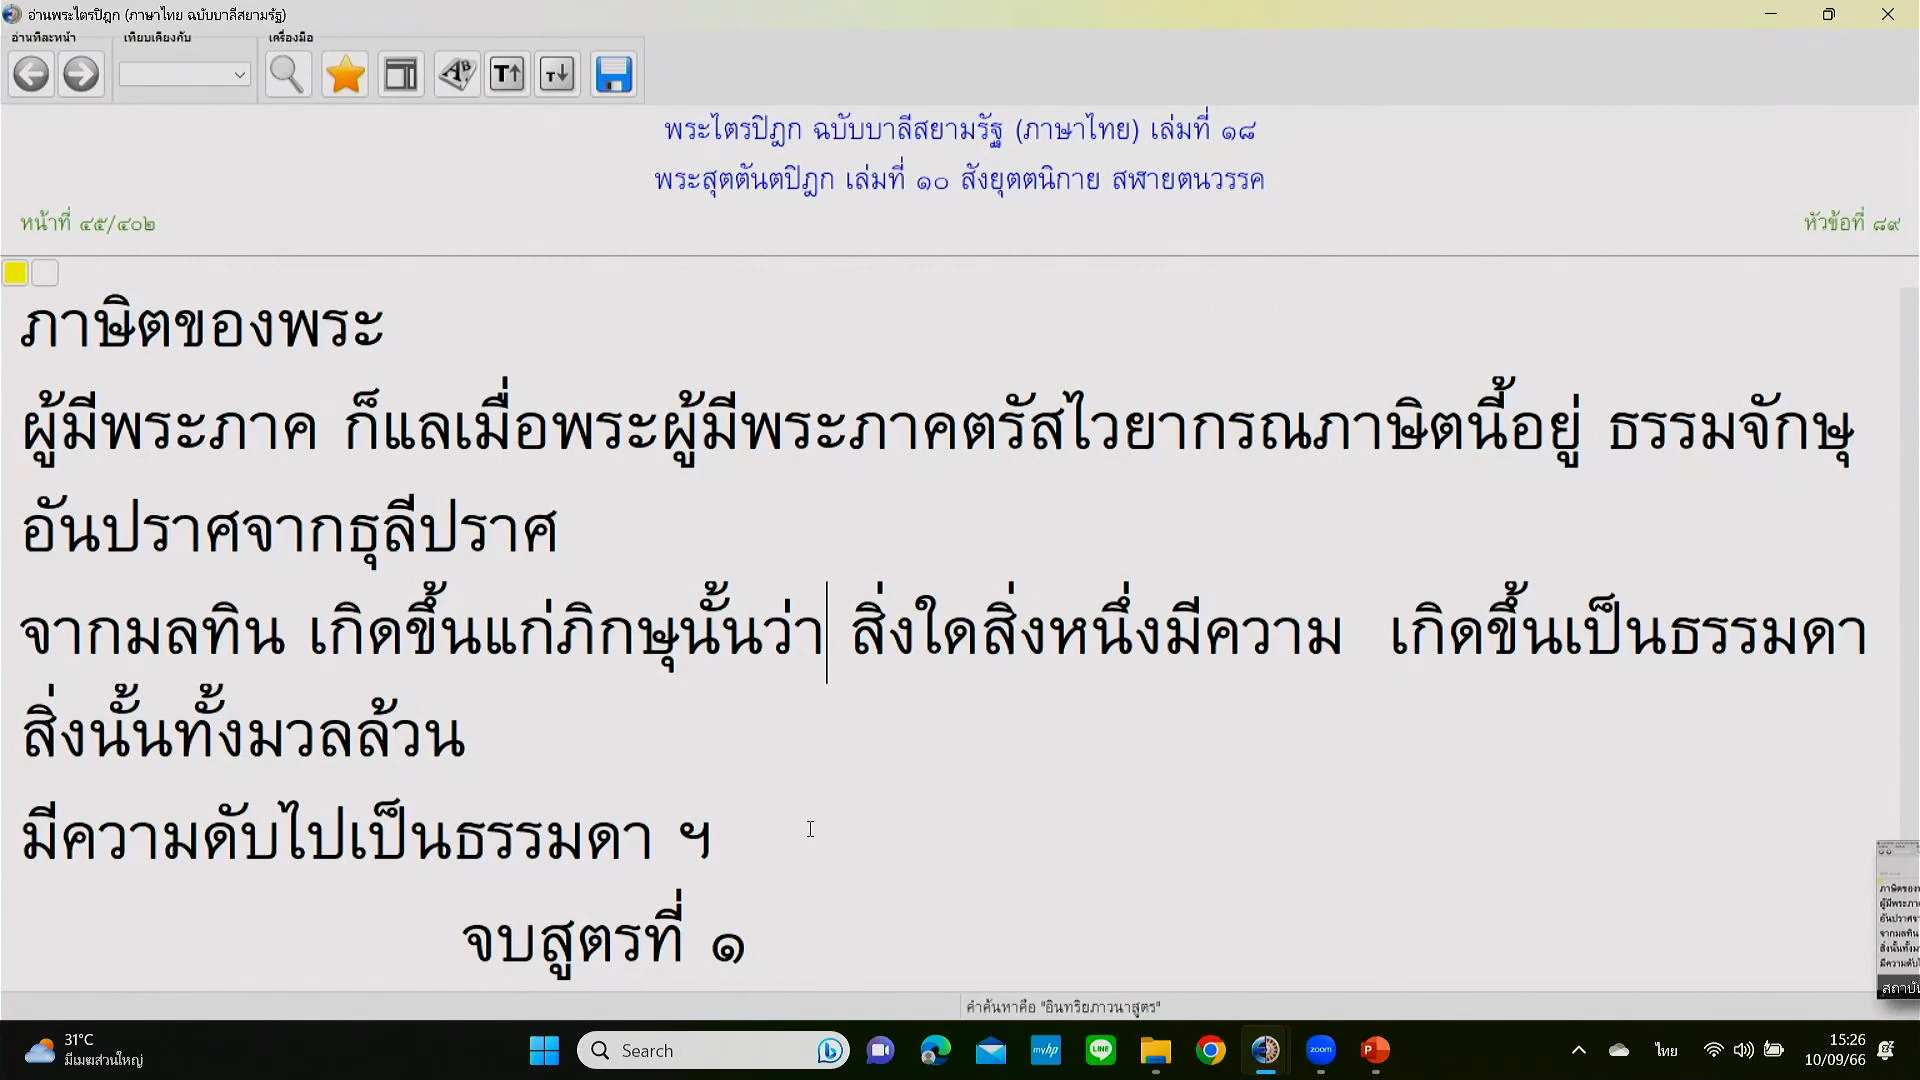 อ่านพระไตรปิฎก (ภาษาไทย ฉบับบาลีสยามรัฐ)
อ่านทีละหน้า เทียบเคียงกับ เครื่องมือ
พระไตรปิฎก ฉบับบาลีสยามรัฐ (ภาษาไทย) เล่มที่ ๑๘
พระสุตตันตปิฎก เล่มที่ ๑๐ สังยุตตนิกาย สฬายตนวรรค
หน้าที่ ๔๕/๔๐๒ หัวข้อที่ ๘๙
ภาษิตของพระ
ผู้มีพระภาค ก็แลเมื่อพระผู้มีพระภาคตรัสไวยากรณภาษิตนี้อยู่ ธรรมจักษุ
อันปราศจากธุลีปราศ
จากมลทิน เกิดขึ้นแก่ภิกษุนั้นว่า สิ่งใดสิ่งหนึ่งมีความ เกิดขึ้นเป็นธรรมดา
สิ่งนั้นทั้งมวลล้วน
มีความดับไปเป็นธรรมดา ฯ
จบสูตรที่ ๑
คำค้นหาคือ "อินทริยภาวนาสูตร"
31°C
มีเมฆส่วนใหญ่
Search
myhp
LINE
zoom
ไทย
15:26
10/09/66